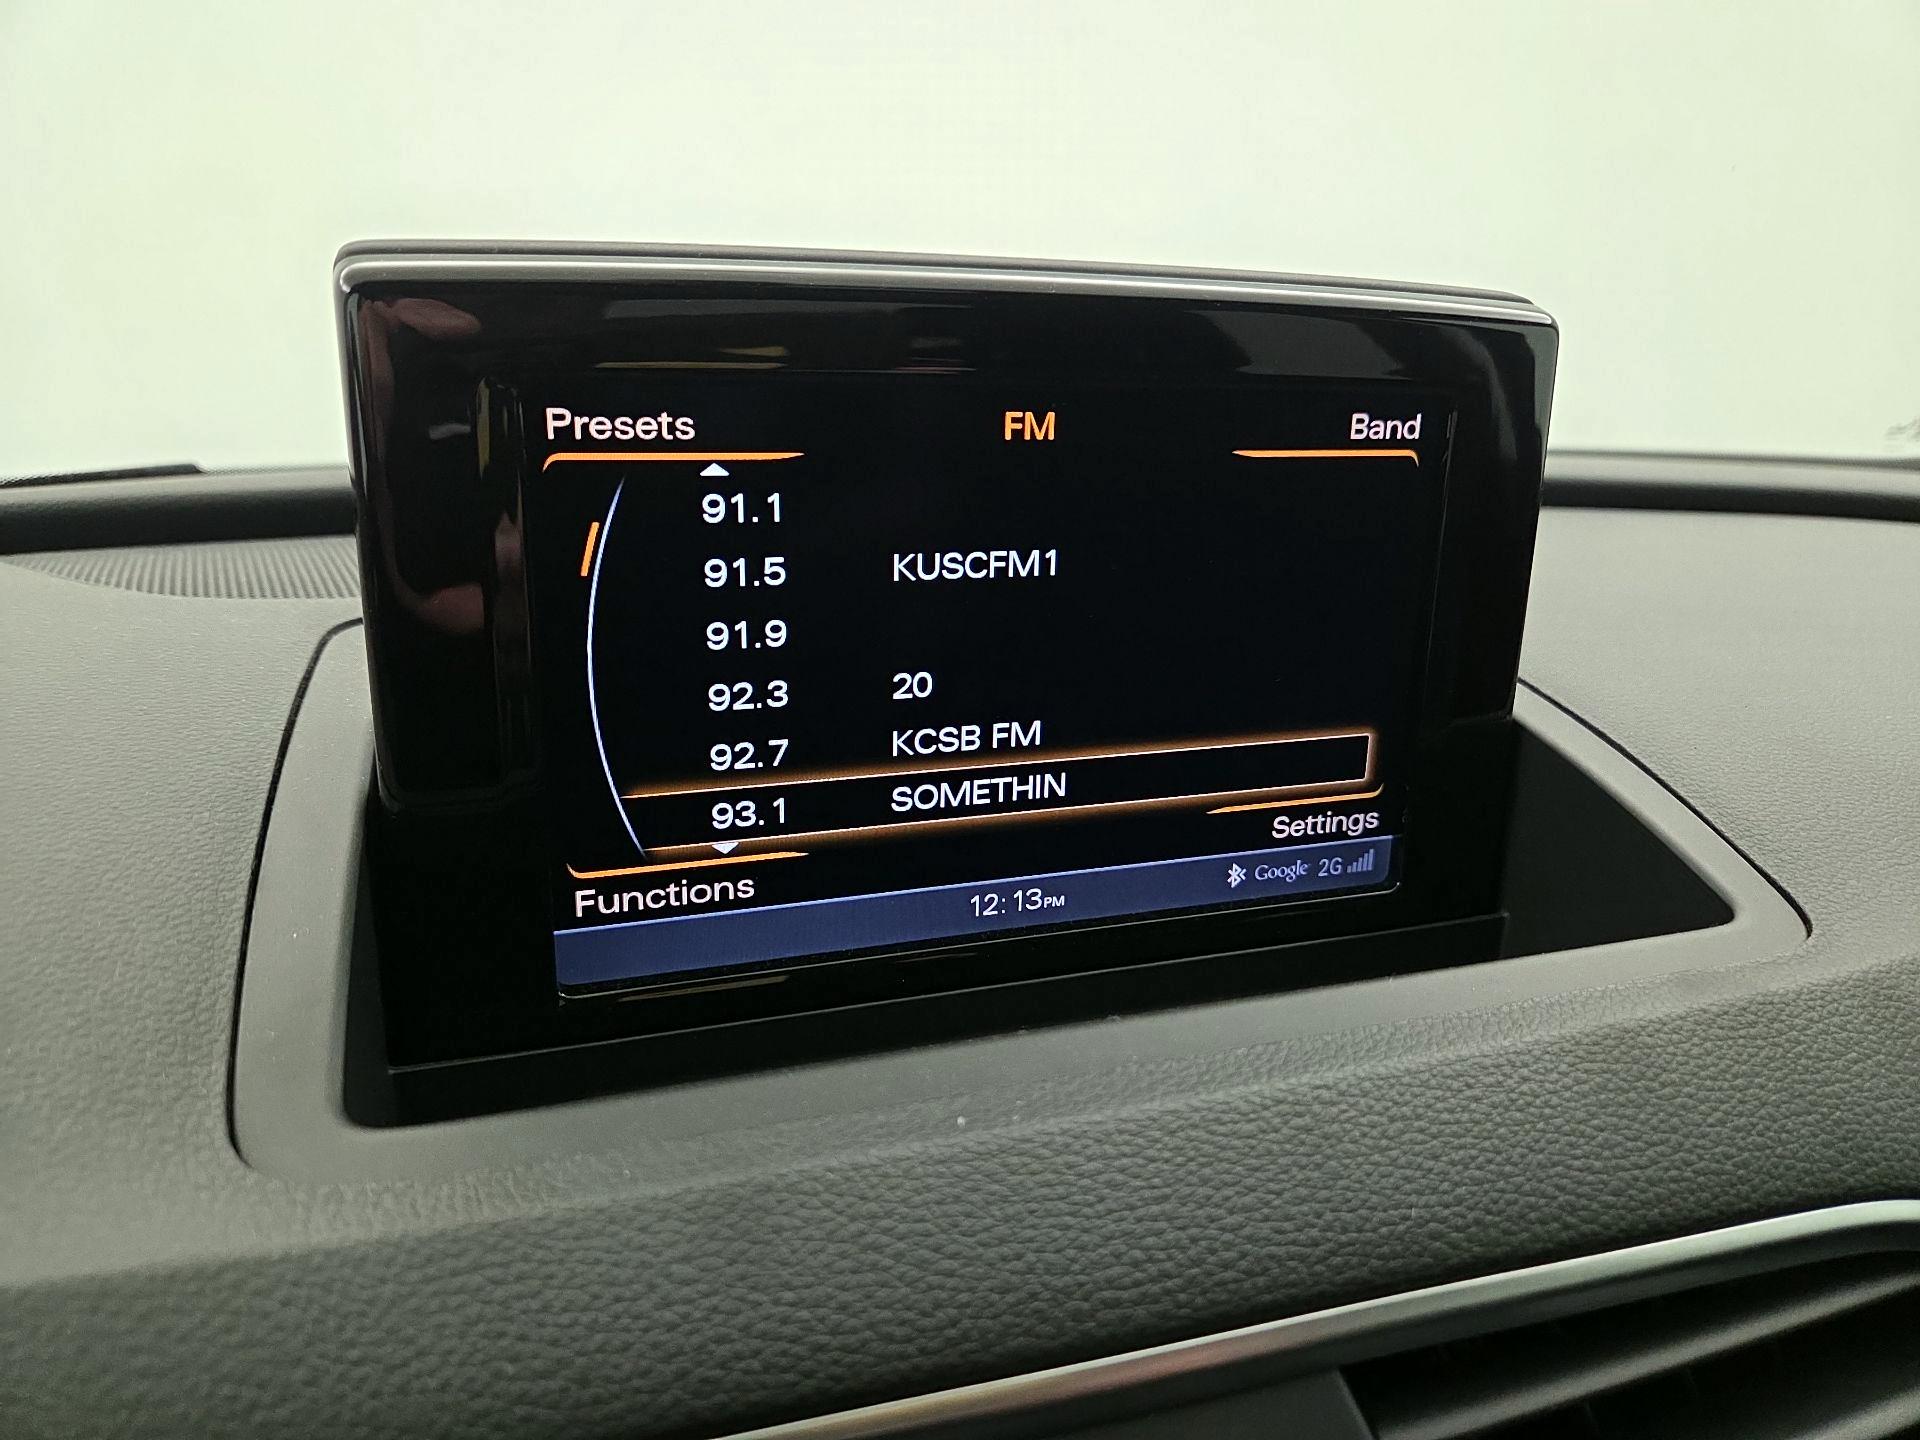 Presets FM Band
91.1
91.5 KUSCFM1
91.9
92.3 20
92.7 KCSB FM
93.1 SOMETHIN
Settings
Functions
12:13PM Google 2G